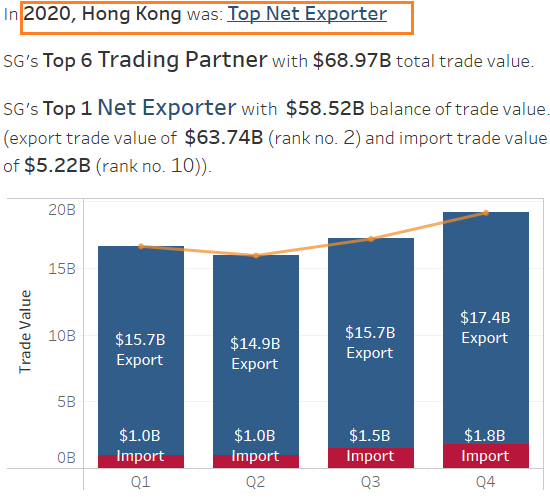 In 2020, Hong Kong was: Top Net Exporter
SG's Top 6 Trading Partner with $68.97B total trade value.
SG's Top 1 Net Exporter with $58.52B balance of trade value.
(export trade value of $63.74B (rank no. 2) and import trade value
of $5.22B (rank no. 10)).
20B
15B
10B
5B
0B
Trade Value
$15.7B
Export
$1.0B
Import
$14.9B
Export
$1.0B
Import
$15.7B
Export
$1.5B
Import
$17.4B
Export
$1.8B
Import
Q1 Q2 Q3 Q4